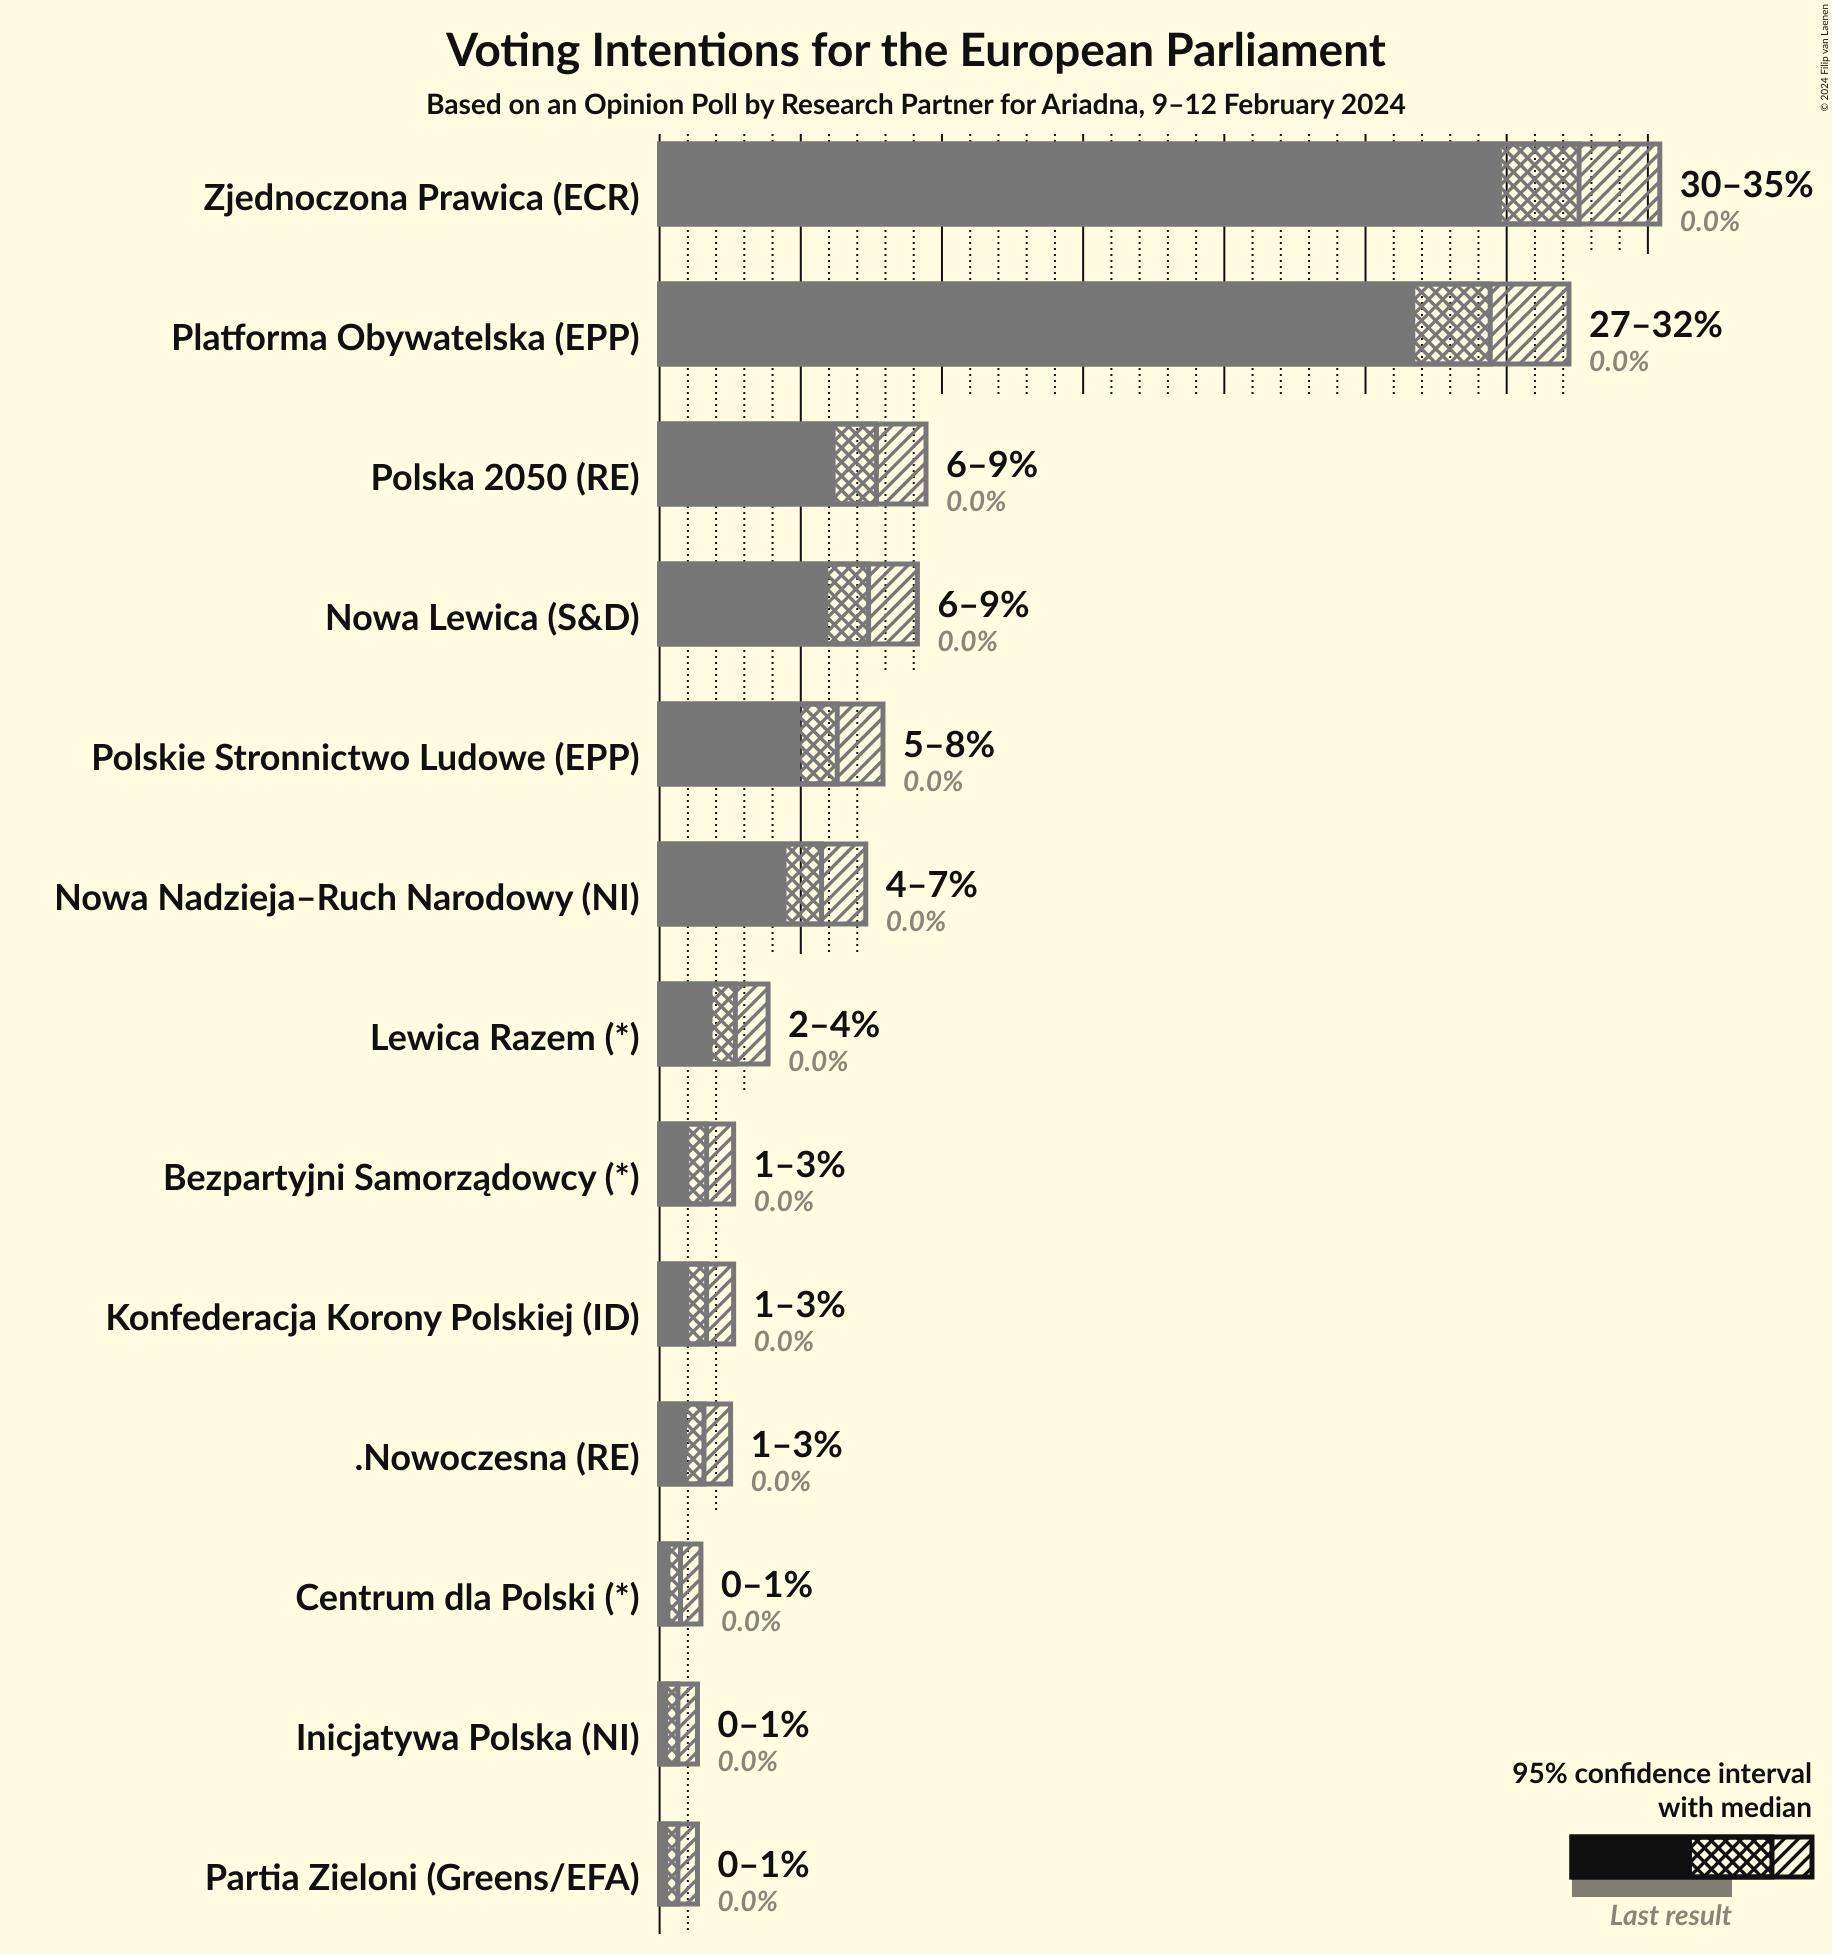 Voting Intentions for the European Parliament
Based on an Opinion Poll by Research Partner for Ariadna, 9–12 February 2024
© 2024 Filip van Laenen
Zjednoczona Prawica (ECR)
30–35%
0.0%
Platforma Obywatelska (EPP)
27–32%
0.0%
Polska 2050 (RE)
6–9%
0.0%
Nowa Lewica (S&D)
6–9%
0.0%
Polskie Stronnictwo Ludowe (EPP)
5–8%
0.0%
Nowa Nadzieja–Ruch Narodowy (NI)
4–7%
0.0%
Lewica Razem (*)
2–4%
0.0%
Bezpartyjni Samorządowcy (*)
1–3%
0.0%
Konfederacja Korony Polskiej (ID)
1–3%
0.0%
.Nowoczesna (RE)
1–3%
0.0%
Centrum dla Polski (*)
0–1%
0.0%
Inicjatywa Polska (NI)
0–1%
0.0%
Partia Zieloni (Greens/EFA)
0–1%
0.0%
95% confidence interval
with median
Last result